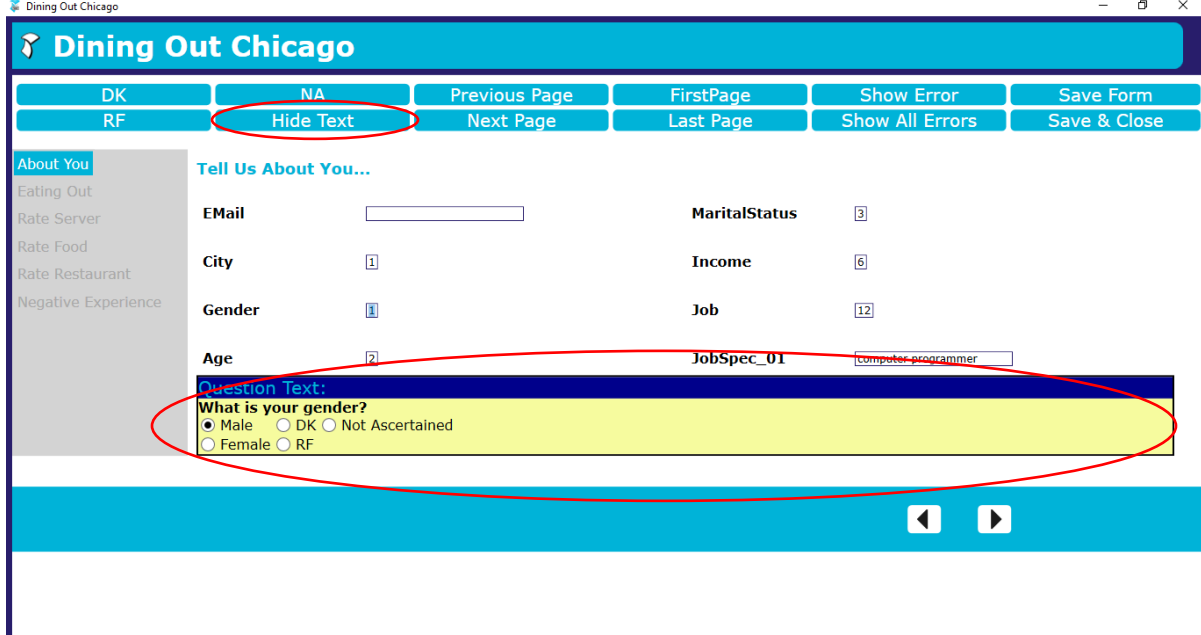 Dining Out Chicago
Dining Out Chicago
DK NA Previous Page FirstPage Show Error Save Form
RF Hide Text Next Page Last Page Show All Errors Save & Close
About You
Eating Out
Rate Server
Rate Food
Rate Restaurant
Negative Experience
Tell Us About You...
EMail MaritalStatus 3
City 1 Income 6
Gender 1 Job 12
Age 2 JobSpec_01 computer programmer
Question Text:
What is your gender?
Male DK Not Ascertained
Female RF